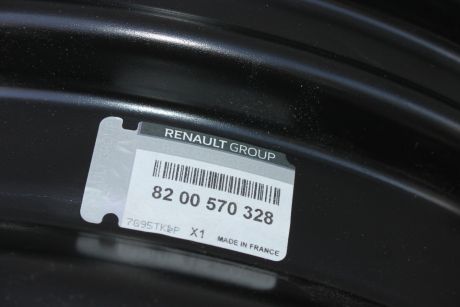 RENAULT GROUP
82 00 570 328
X1
MADE IN FRANCE